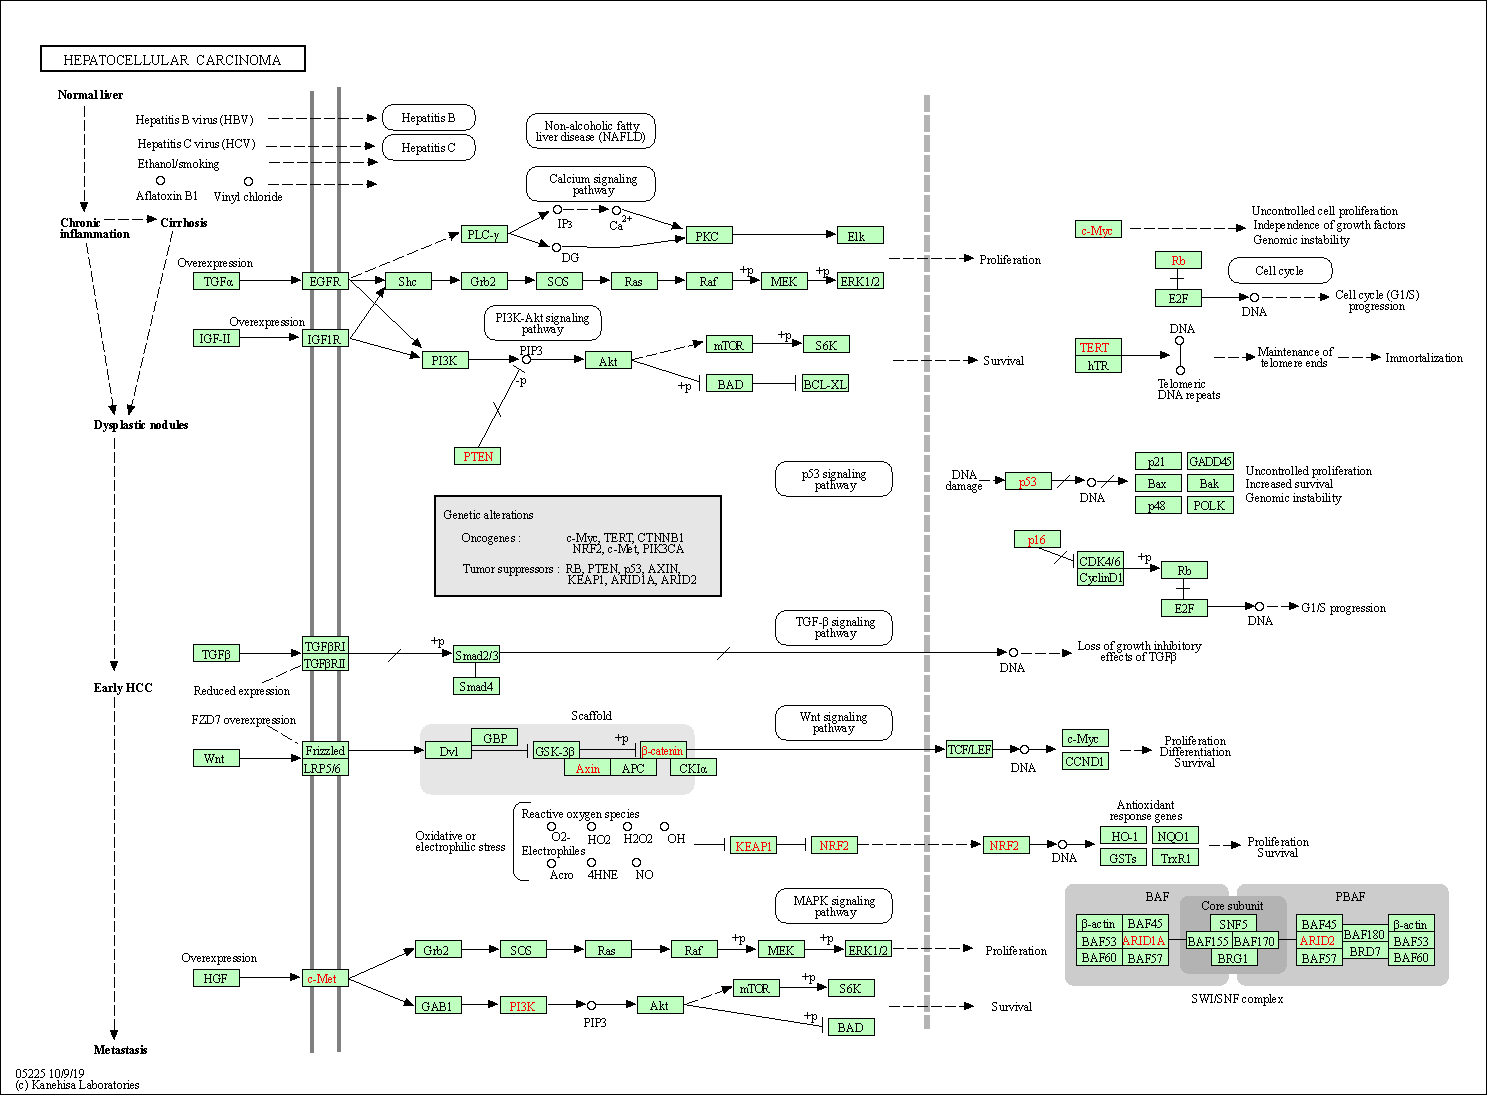 HEPATOCELLULAR CARCINOMA
Normal liver
Hepatitis B virus (HBV)
Hepatitis B
Hepatitis C virus (HCV)
Hepatitis C
Ethanol/smoking
Aflatoxin B1
Vinyl chloride
Non-alcoholic fatty
liver disease (NAFLD)
Calcium signaling
pathway
Chronic
inflammation
Cirrhosis
PLC-γ
IP3
Ca2+
DG
PKC
Elk
Overexpression
TGFα
EGFR
Shc
Grb2
SOS
Ras
Raf
+p
MEK
+p
ERK1/2
Proliferation
Overexpression
IGF-II
IGF1R
PI3K-Akt signaling
pathway
PI3K
PIP3
-p
Akt
mTOR
+p
S6K
+p
BAD
BCL-XL
Survival
PTEN
c-Myc
Uncontrolled cell proliferation
Independence of growth factors
Genomic instability
Rb
E2F
Cell cycle
DNA
Cell cycle (G1/S)
progression
TERT
hTR
DNA
Telomeric
DNA repeats
Maintenance of
telomere ends
Immortalization
Dysplastic nodules
p53 signaling
pathway
DNA
damage
p53
DNA
p21
GADD45
Bax
Bak
p48
POLK
Uncontrolled proliferation
Increased survival
Genomic instability
Genetic alterations
Oncogenes : c-Myc, TERT, CTNNB1
NRF2, c-Met, PIK3CA
Tumor suppressors : RB, PTEN, p53, AXIN,
KEAP1, ARID1A, ARID2
p16
CDK4/6
CyclinD1
+p
Rb
E2F
DNA
G1/S progression
TGF-β signaling
pathway
TGFβ
TGFβRI
TGFβRII
+p
Smad2/3
Smad4
DNA
Loss of growth inhibitory
effects of TGFβ
Reduced expression
Early HCC
FZD7 overexpression
Scaffold
Wnt signaling
pathway
Wnt
Frizzled
LRP5/6
Dvl
GBP
GSK-3β
+p
β-catenin
Axin
APC
CKIα
TCF/LEF
DNA
c-Myc
CCND1
Proliferation
Differentiation
Survival
Oxidative or
electrophilic stress
Reactive oxygen species
O2-
HO2
H2O2
OH
Electrophiles
Acro
4HNE
NO
KEAP1
NRF2
NRF2
DNA
Antioxidant
response genes
HO-1
NQO1
GSTs
TrxR1
Proliferation
Survival
MAPK signaling
pathway
Overexpression
HGF
c-Met
Grb2
SOS
Ras
Raf
+p
MEK
+p
ERK1/2
Proliferation
GAB1
PI3K
PIP3
Akt
mTOR
+p
S6K
+p
BAD
Survival
BAF
PBAF
Core subunit
β-actin
BAF45
SNF5
BAF45
β-actin
BAF53
ARID1A
BAF155
BAF170
ARID2
BAF180
BAF53
BAF60
BAF57
BRG1
BAF57
BRD7
BAF60
SWI/SNF complex
Metastasis
05225 10/9/19
(c) Kanehisa Laboratories